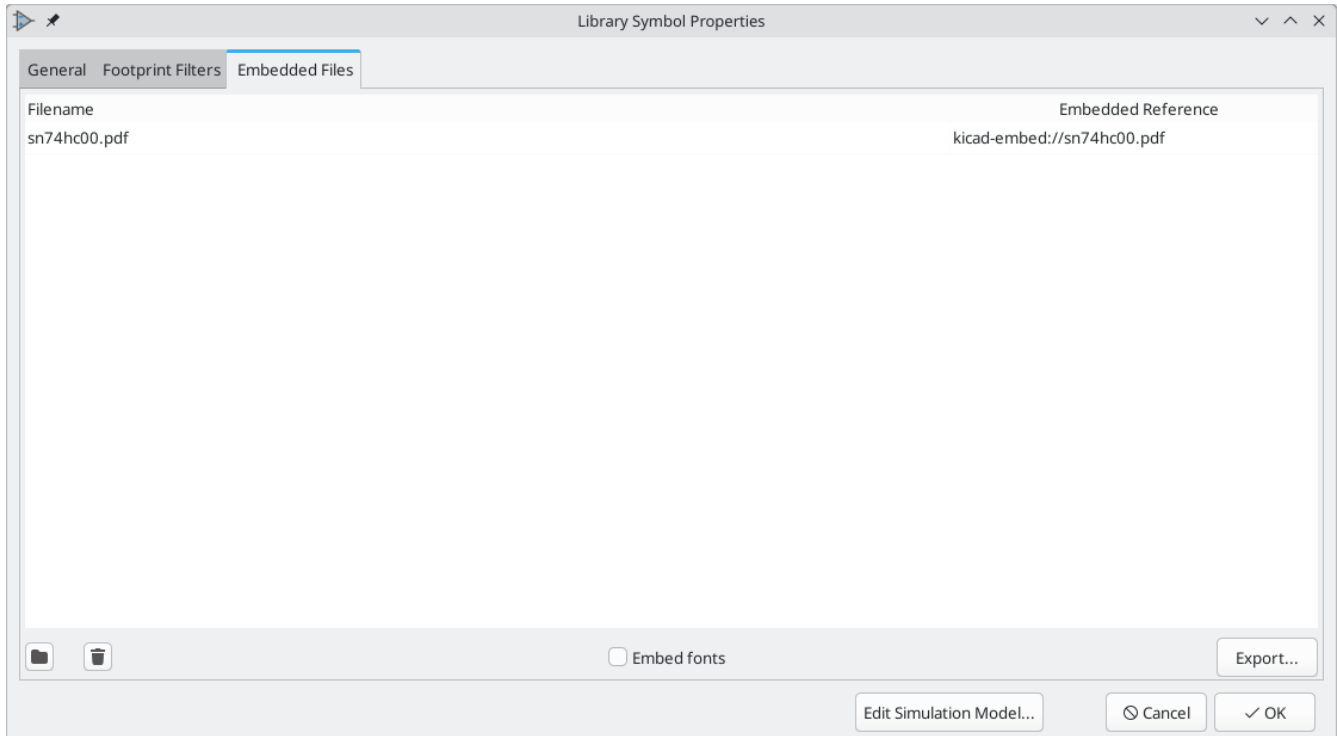 Library Symbol Properties
General Footprint Filters Embedded Files
Filename Embedded Reference
sn74hc00.pdf kicad-embed://sn74hc00.pdf
Embed fonts Export...
Edit Simulation Model... Cancel OK